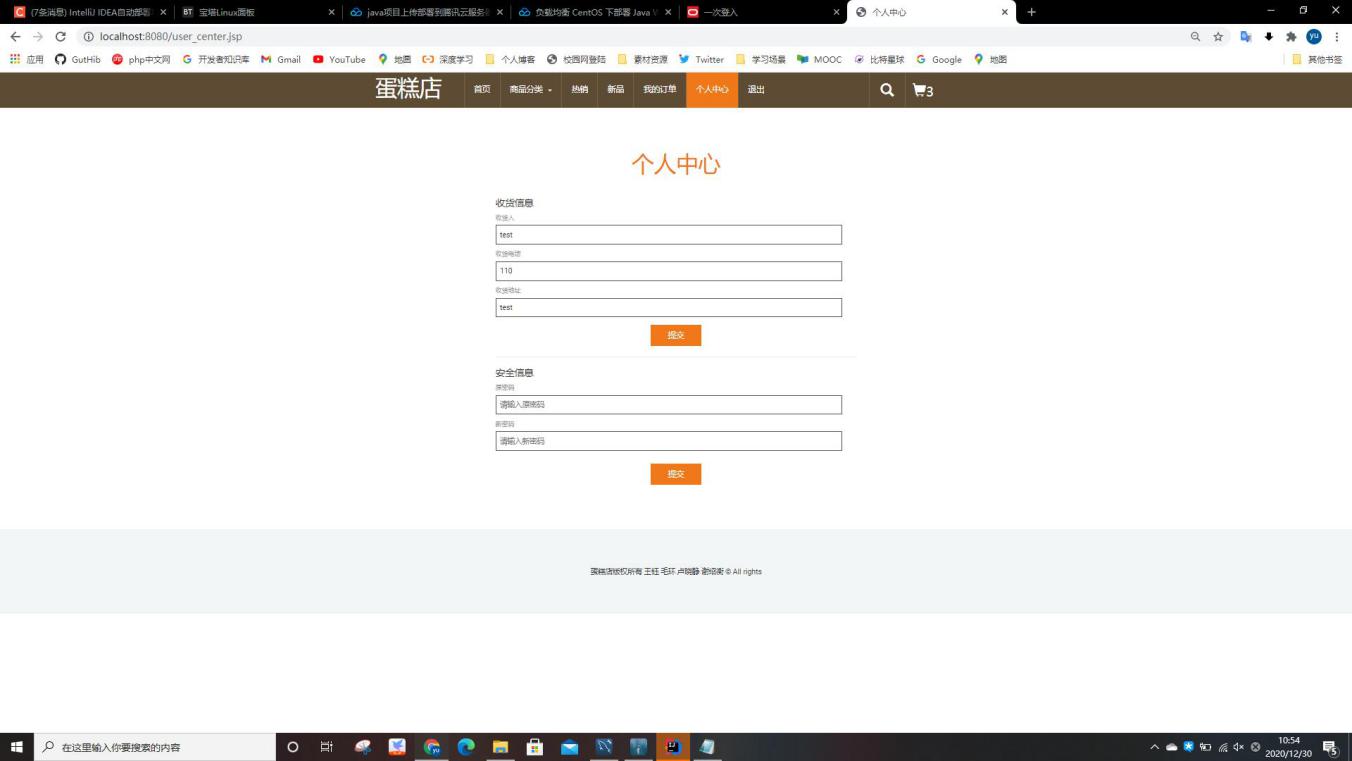 (7条消息) IntelliJ IDEA自动部署
宝塔Linux面板
java项目上传部署到腾讯云服务
负载均衡 CentOS 下部署 Java W
一次登入
个人中心
localhost:8080/user_center.jsp
应用 GutHib php中文网 开发者知识库 Gmail YouTube 地图 深度学习 个人博客 校园网登陆 素材资源 Twitter 学习场景 MOOC 比特星球 Google 地图 其他书签
蛋糕店 首页 商品分类 热销 新品 我的订单 个人中心 退出 3
个人中心
收货信息
收货人
test
收货电话
110
收货地址
test
提交
安全信息
原密码
请输入原密码
新密码
请输入新密码
提交
蛋糕店版权所有 王钰 毛环 卢晓静 谢绍衡 © All rights
在这里输入你要搜索的内容
10:54
2020/12/30
5